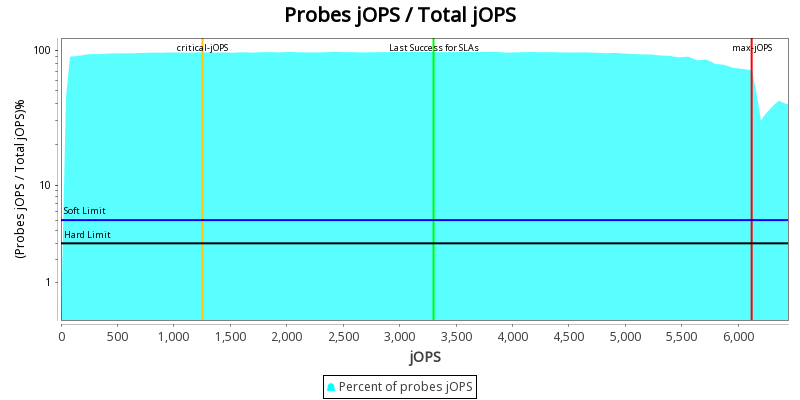 Probes jOPS / Total jOPS
(Probes jOPS / Total jOPS)%
100
10
1
critical-jOPS
Last Success for SLAs
max-jOPS
Soft Limit
Hard Limit
0 500 1,000 1,500 2,000 2,500 3,000 3,500 4,000 4,500 5,000 5,500 6,000
jOPS
Percent of probes jOPS